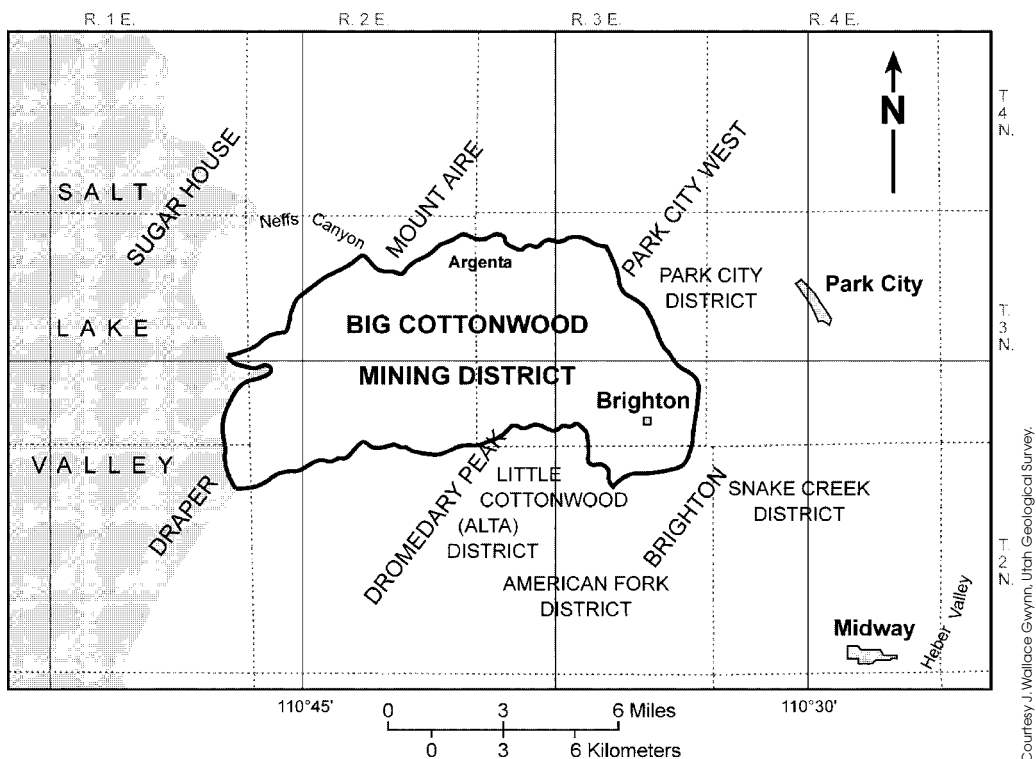 R. 1 E.
R. 2 E.
R. 3 E.
R. 4 E.
T. 4 N.
N
SALT
SUGAR HOUSE
Neffs Canyon
MOUNT AIRE
PARK CITY WEST
Argenta
PARK CITY
DISTRICT
Park City
LAKE
BIG COTTONWOOD
T. 3 N.
MINING DISTRICT
Brighton
VALLEY
DRAPER
DROMEDARY PEAK
LITTLE
COTTONWOOD
(ALTA)
DISTRICT
BRIGHTON
SNAKE CREEK
DISTRICT
AMERICAN FORK
DISTRICT
T. 2 N.
Midway
Heber Valley
110°45'
110°30'
0 3 6 Miles
0 3 6 Kilometers
Courtesy J. Wallace Gwynn, Utah Geological Survey.